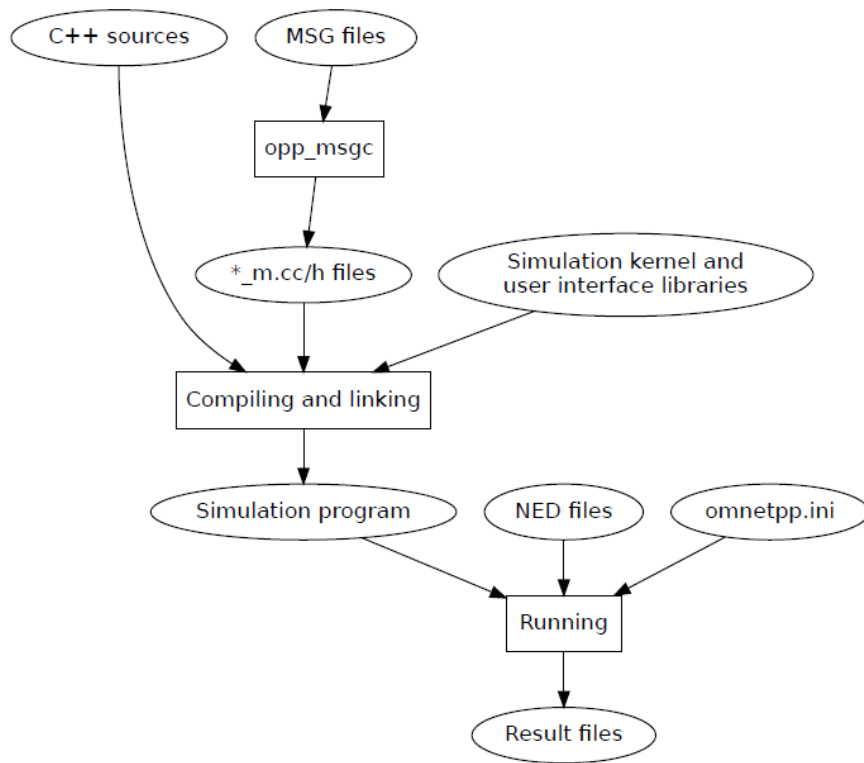 C++ sources
MSG files
opp_msgc
*_m.cc/h files
Simulation kernel and
user interface libraries
Compiling and linking
Simulation program
NED files
omnetpp.ini
Running
Result files